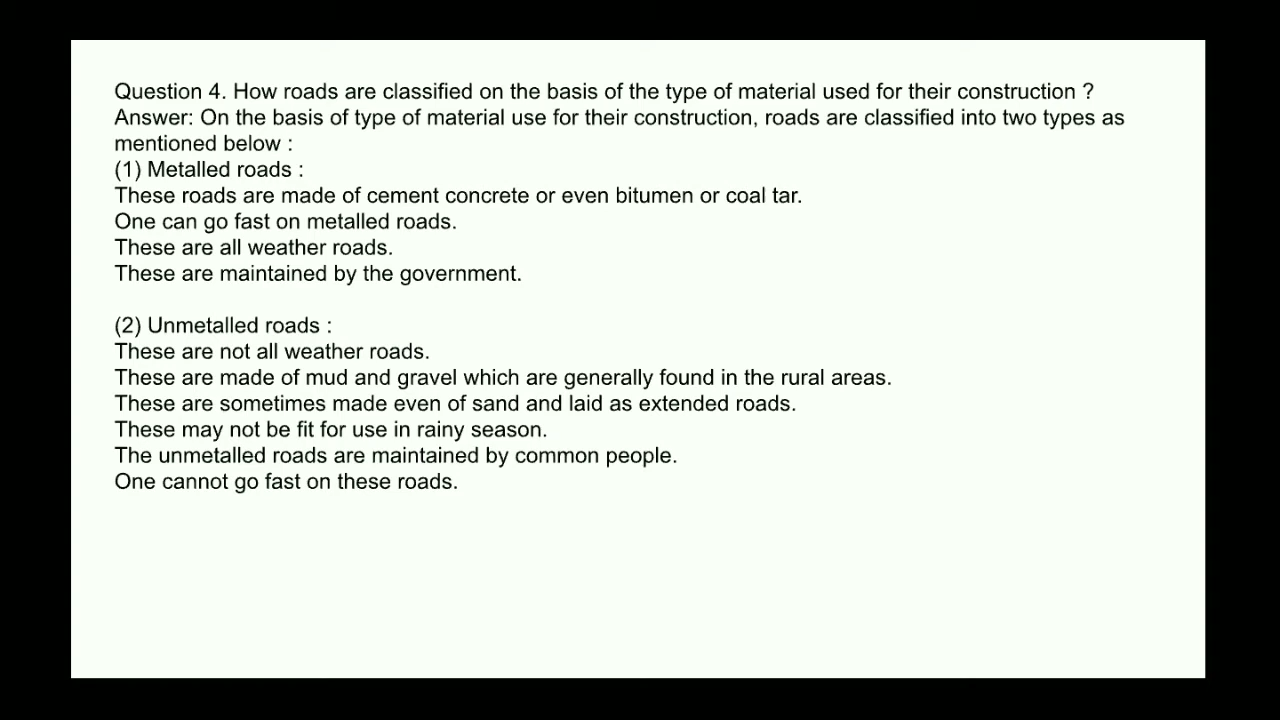 Question 4. How roads are classified on the basis of the type of material used for their construction ?
Answer: On the basis of type of material use for their construction, roads are classified into two types as
mentioned below :
(1) Metalled roads :
These roads are made of cement concrete or even bitumen or coal tar.
One can go fast on metalled roads.
These are all weather roads.
These are maintained by the government.
(2) Unmetalled roads :
These are not all weather roads.
These are made of mud and gravel which are generally found in the rural areas.
These are sometimes made even of sand and laid as extended roads.
These may not be fit for use in rainy season.
The unmetalled roads are maintained by common people.
One cannot go fast on these roads.